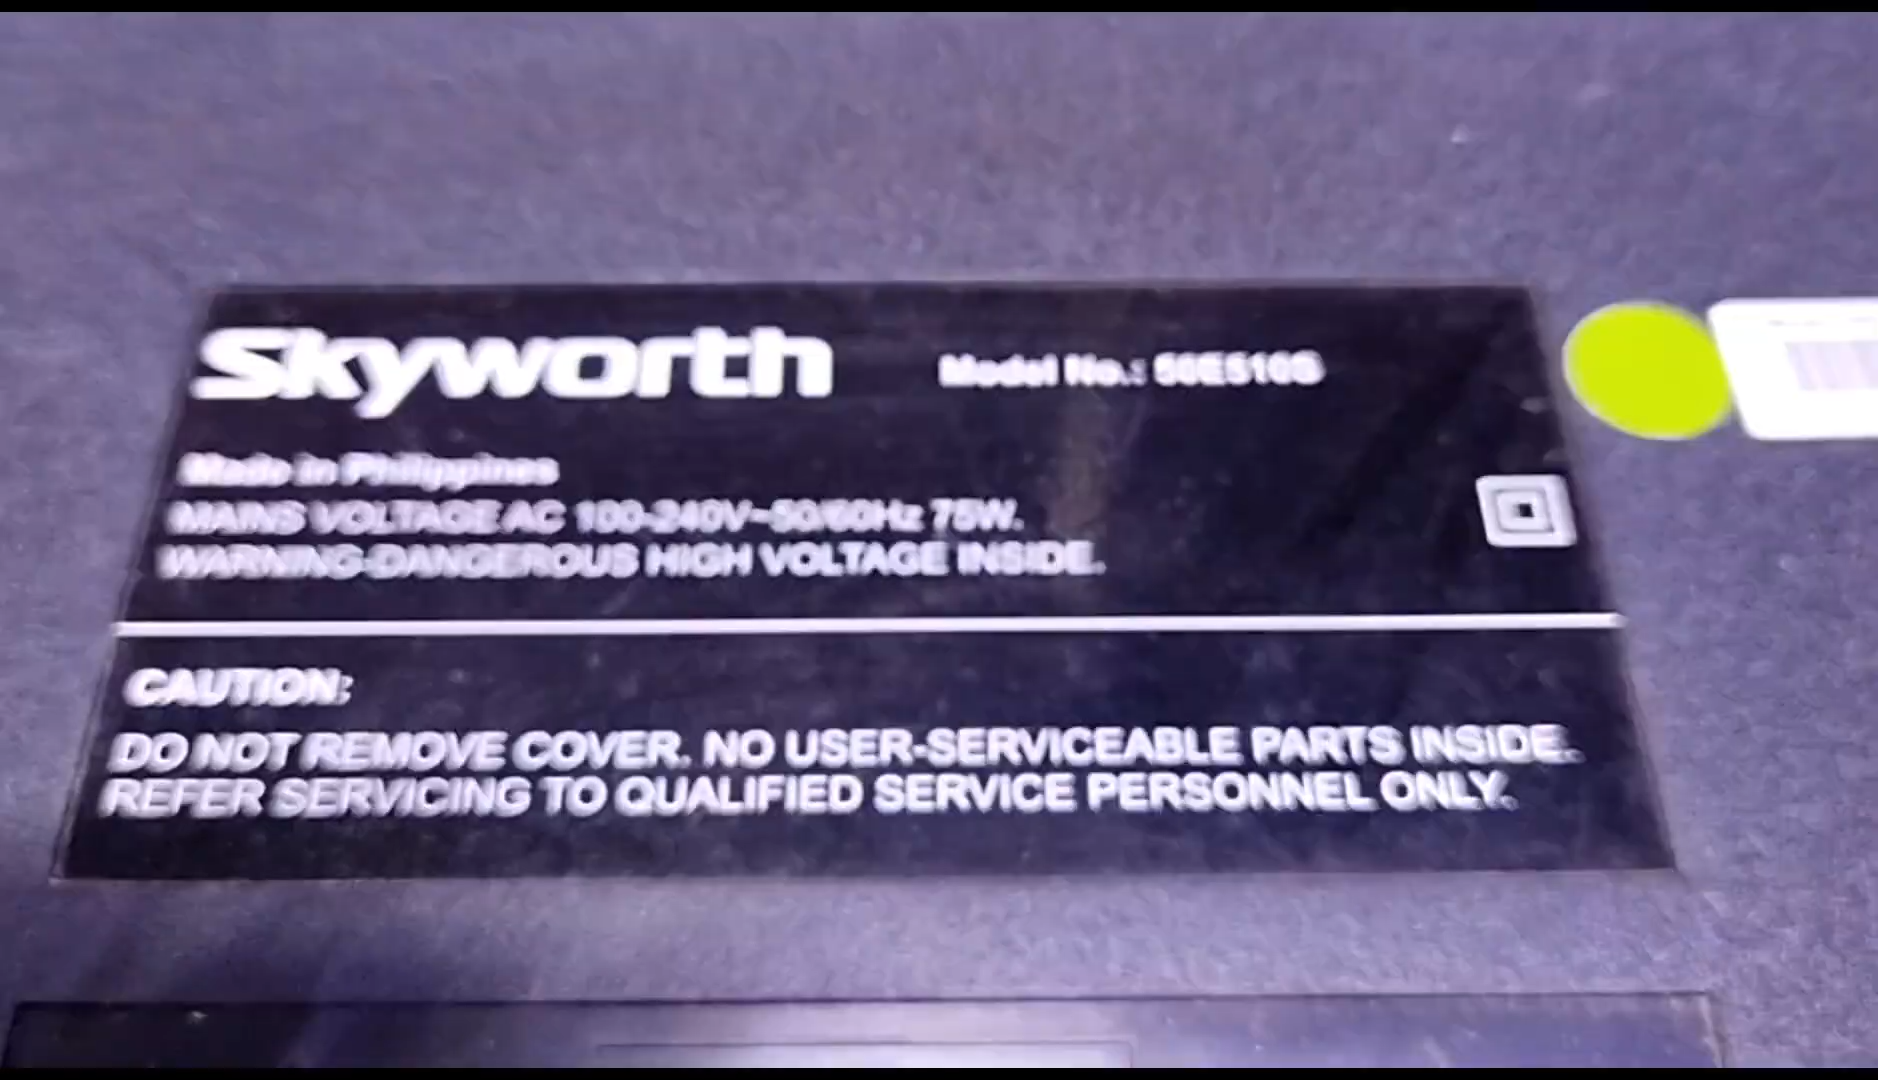 Skyworth
Model No.: 50E510S
Made in Philippines
MAINS VOLTAGE AC 100-240V~50/60Hz 75W.
WARNING-DANGEROUS HIGH VOLTAGE INSIDE.
CAUTION:
DO NOT REMOVE COVER. NO USER-SERVICEABLE PARTS INSIDE.
REFER SERVICING TO QUALIFIED SERVICE PERSONNEL ONLY.